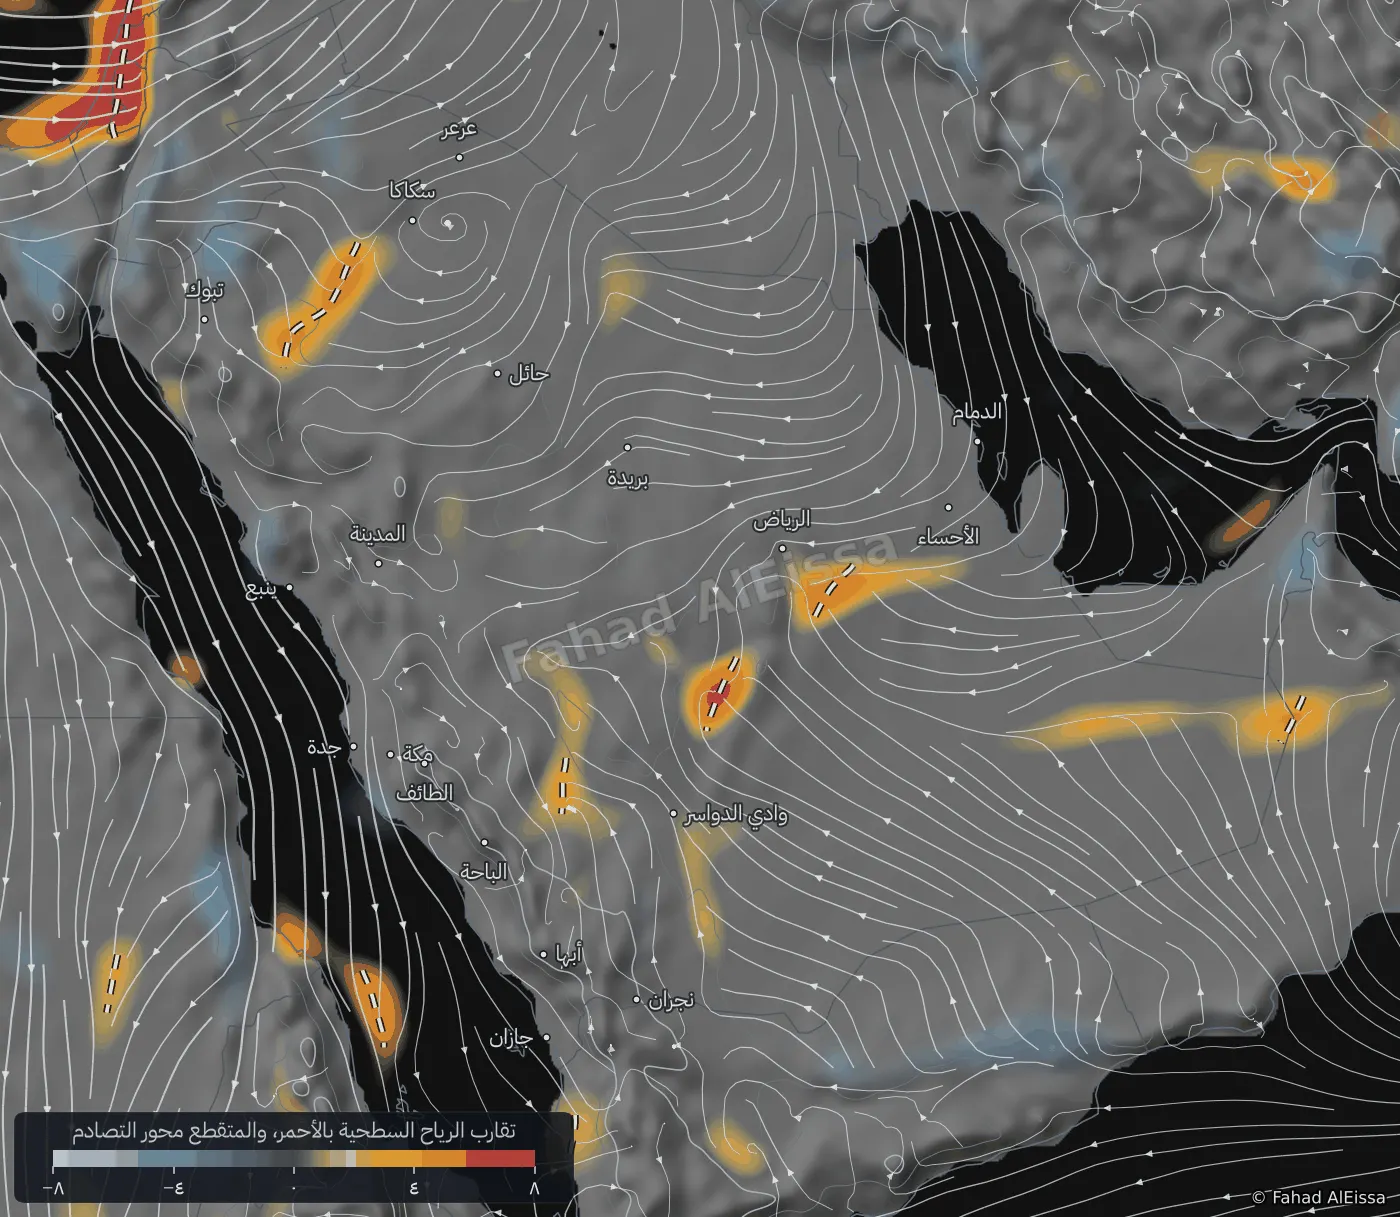 عرعر
سكاكا
تبوك
حائل
الدمام
بريدة
الرياض
الأحساء
المدينة
ينبع
Fahad AlEissa
جدة
مكة
الطائف
وادي الدواسر
الباحة
أبها
نجران
جازان
تقارب الرياح السطحية بالأحمر، والمتقطع محور التصادم
−٨ −٤ ٠ ٤ ٨
© Fahad AlEissa